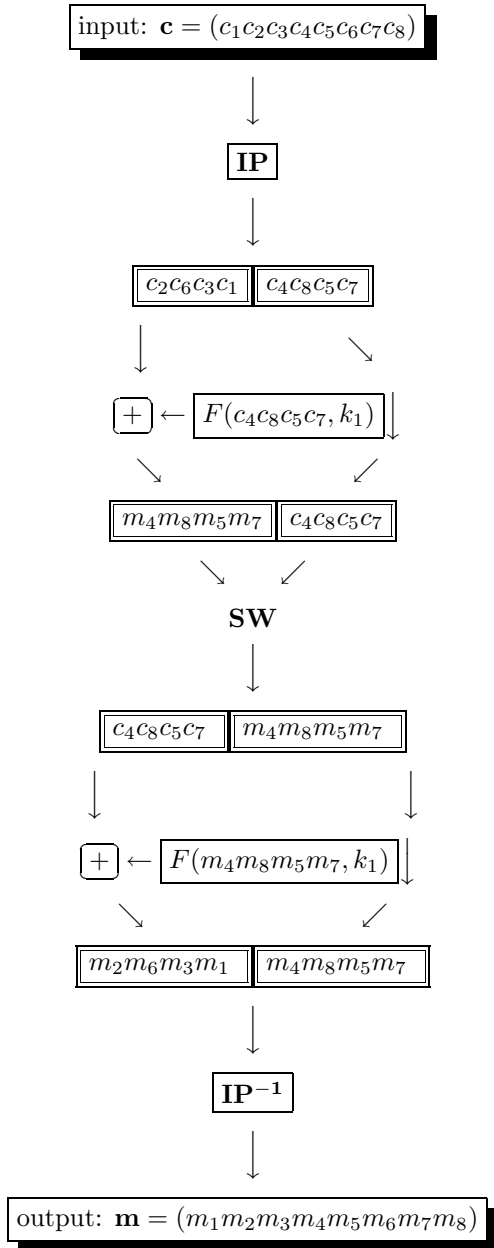 input: c = (c₁c₂c₃c₄c₅c₆c₇c₈)
IP
c₂c₆c₃c₁ c₄c₈c₅c₇
+ ← F(c₄c₈c₅c₇, k₁)
m₄m₈m₅m₇ c₄c₈c₅c₇
SW
c₄c₈c₅c₇ m₄m₈m₅m₇
+ ← F(m₄m₈m₅m₇, k₁)
m₂m₆m₃m₁ m₄m₈m₅m₇
IP⁻¹
output: m = (m₁m₂m₃m₄m₅m₆m₇m₈)